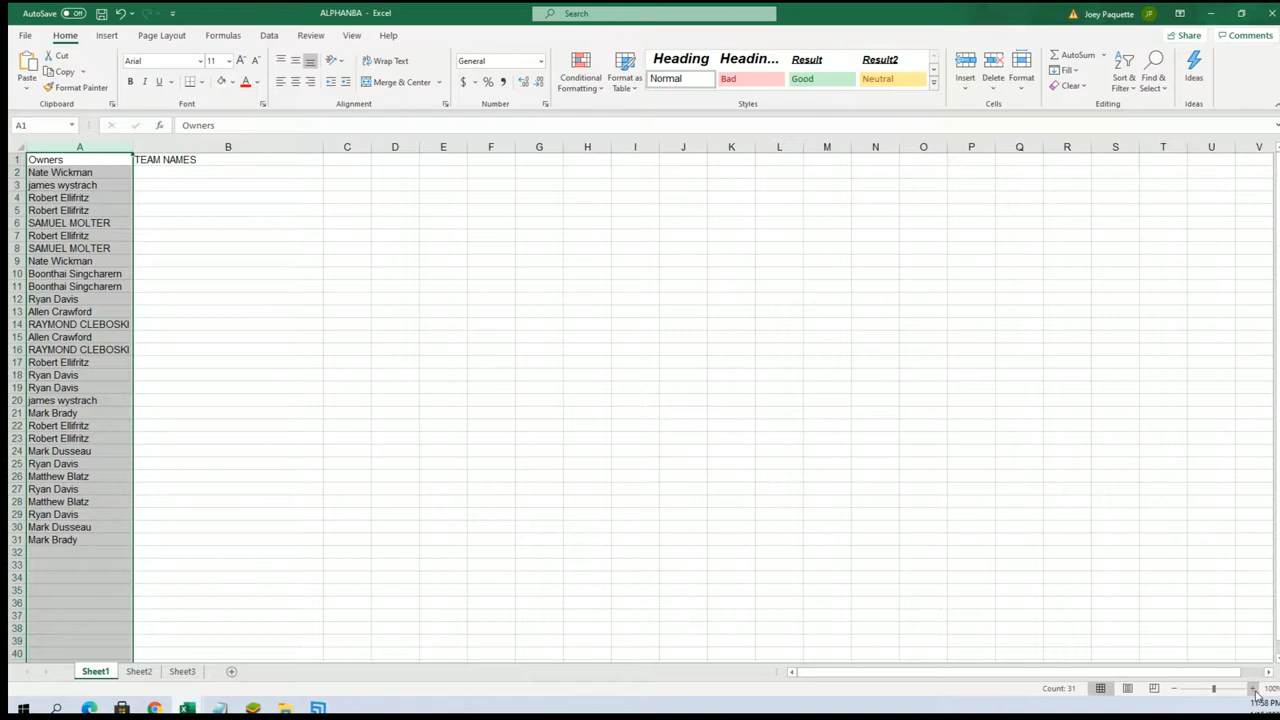 AutoSave Off ALPHANBA - Excel Search Joey Paquette JP
File Home Insert Page Layout Formulas Data Review View Help Share Comments
Paste Cut Copy Format Painter Clipboard
Arial 11 Font
Wrap Text Merge & Center Alignment
General Number
Conditional Formatting Format as Table
Heading Headin... Result Result2
Normal Bad Good Neutral
Styles
Insert Delete Format Cells
AutoSum Fill Clear Sort & Filter Find & Select Editing
Ideas Ideas
A1 fx Owners
A B C D E F G H I J K L M N O P Q R S T U V
1 Owners TEAM NAMES
2 Nate Wickman
3 james wystrach
4 Robert Ellifritz
5 Robert Ellifritz
6 SAMUEL MOLTER
7 Robert Ellifritz
8 SAMUEL MOLTER
9 Nate Wickman
10 Boonthai Singcharern
11 Boonthai Singcharern
12 Ryan Davis
13 Allen Crawford
14 RAYMOND CLEBOSKI
15 Allen Crawford
16 RAYMOND CLEBOSKI
17 Robert Ellifritz
18 Ryan Davis
19 Ryan Davis
20 james wystrach
21 Mark Brady
22 Robert Ellifritz
23 Robert Ellifritz
24 Mark Dusseau
25 Ryan Davis
26 Matthew Blatz
27 Ryan Davis
28 Matthew Blatz
29 Ryan Davis
30 Mark Dusseau
31 Mark Brady
32
33
34
35
36
37
38
39
40
Sheet1 Sheet2 Sheet3
Count: 31 100%
11:58 PM